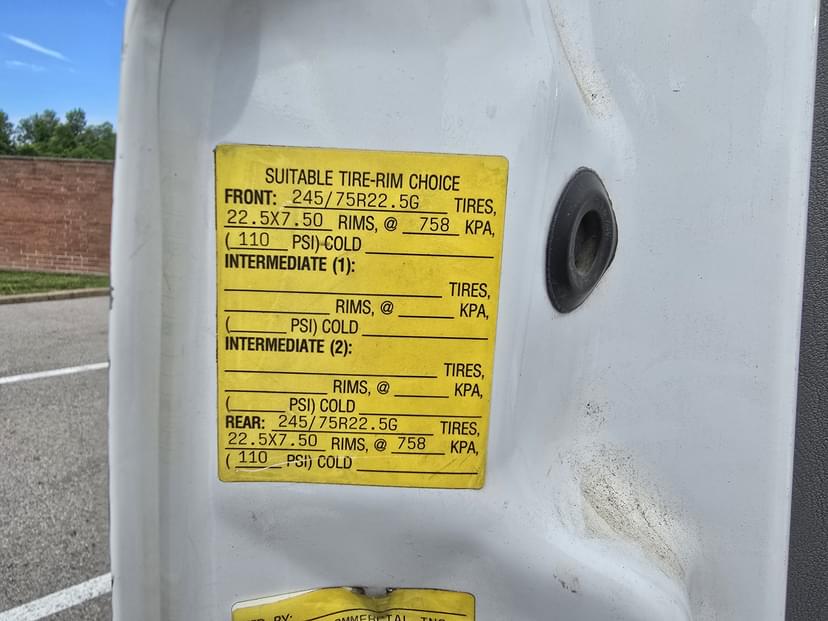 SUITABLE TIRE-RIM CHOICE
FRONT: 245/75R22.5G TIRES,
22.5X7.50 RIMS, @ 758 KPA,
( 110 PSI) COLD
INTERMEDIATE (1):
TIRES,
RIMS, @ KPA,
( PSI) COLD
INTERMEDIATE (2):
TIRES,
RIMS, @ KPA,
( PSI) COLD
REAR: 245/75R22.5G TIRES,
22.5X7.50 RIMS, @ 758 KPA,
( 110 PSI) COLD
BY: